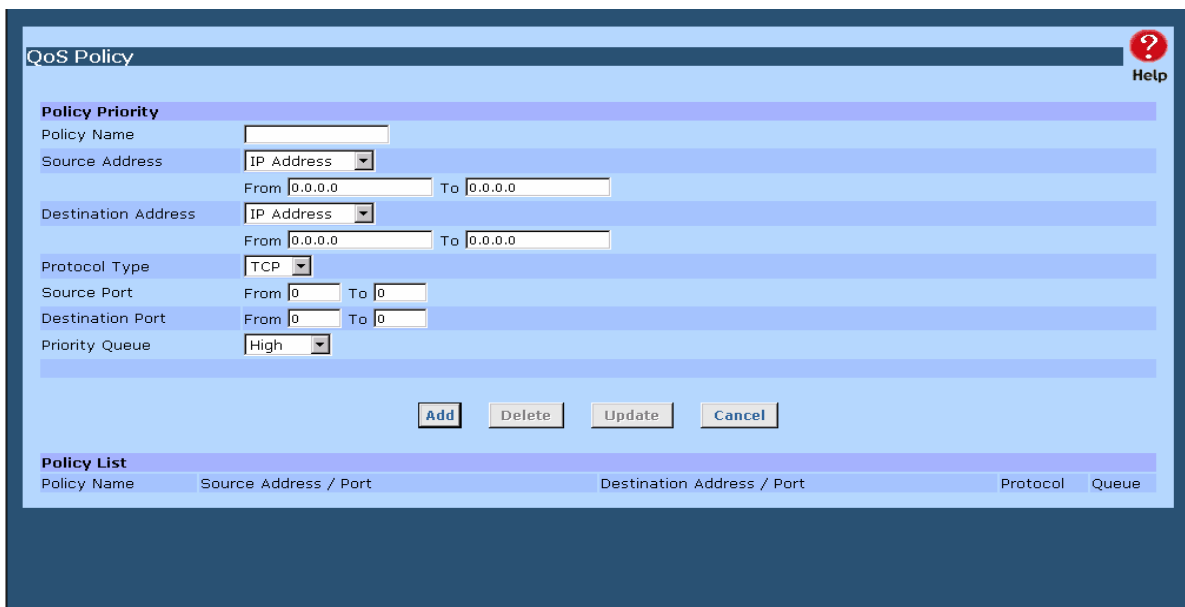 QoS Policy
?
Help
Policy Priority
Policy Name
Source Address IP Address
From 0.0.0.0 To 0.0.0.0
Destination Address IP Address
From 0.0.0.0 To 0.0.0.0
Protocol Type TCP
Source Port From 0 To 0
Destination Port From 0 To 0
Priority Queue High
Add Delete Update Cancel
Policy List
Policy Name Source Address / Port Destination Address / Port Protocol Queue